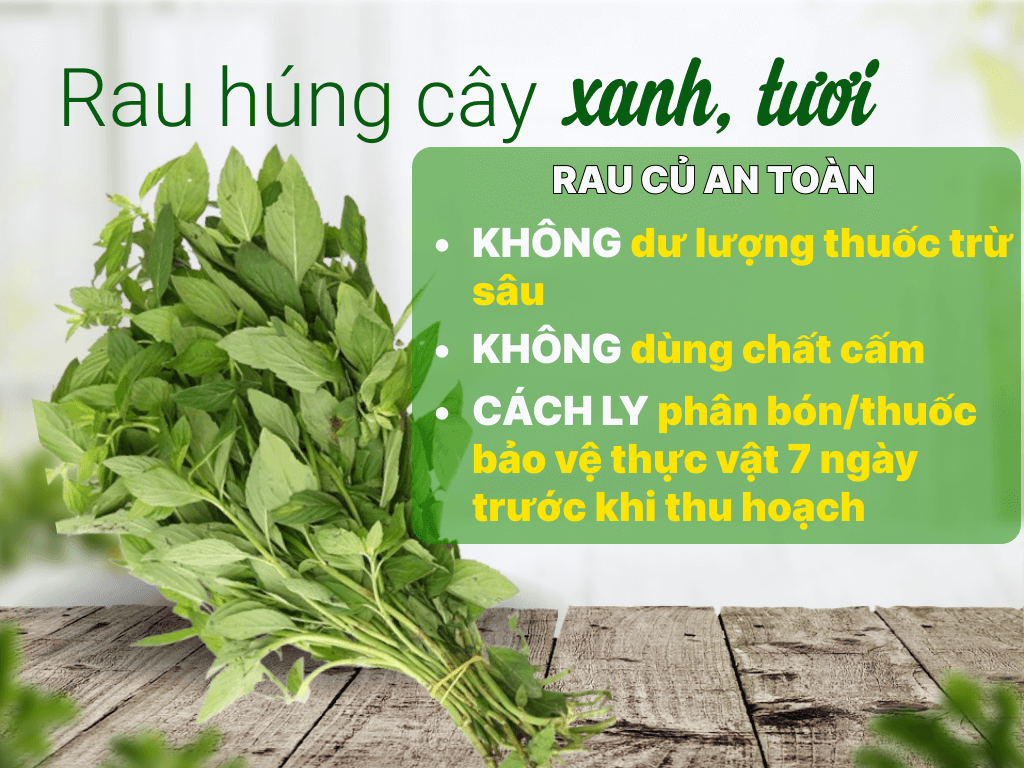 Rau húng cây xanh, tươi
RAU CỦ AN TOÀN
• KHÔNG dư lượng thuốc trừ
sâu
• KHÔNG dùng chất cấm
• CÁCH LY phân bón/thuốc
bảo vệ thực vật 7 ngày
trước khi thu hoạch